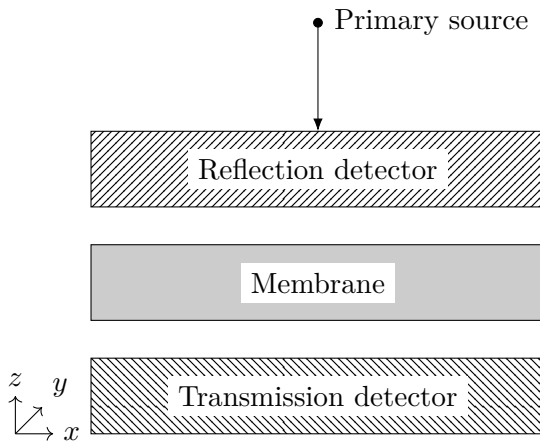 Primary source
Reflection detector
Membrane
Transmission detector
z
y
x